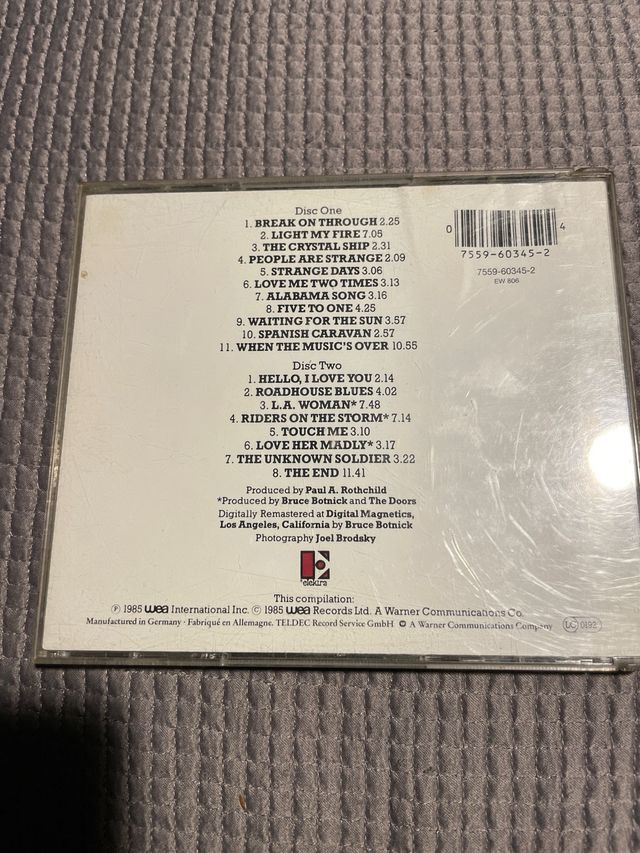 Disc One
1. BREAK ON THROUGH 2.25
2. LIGHT MY FIRE 7.05
3. THE CRYSTAL SHIP 2.31
4. PEOPLE ARE STRANGE 2.09
5. STRANGE DAYS 3.06
6. LOVE ME TWO TIMES 3.13
7. ALABAMA SONG 3.16
8. FIVE TO ONE 4.25
9. WAITING FOR THE SUN 3.57
10. SPANISH CARAVAN 2.57
11. WHEN THE MUSIC'S OVER 10.55
0 4
7559-60345-2
7559-60345-2
EW 806
Disc Two
1. HELLO, I LOVE YOU 2.14
2. ROADHOUSE BLUES 4.02
3. L.A. WOMAN* 7.48
4. RIDERS ON THE STORM* 7.14
5. TOUCH ME 3.10
6. LOVE HER MADLY* 3.17
7. THE UNKNOWN SOLDIER 3.22
8. THE END 11.41
Produced by Paul A. Rothchild
*Produced by Bruce Botnick and The Doors
Digitally Remastered at Digital Magnetics,
Los Angeles, California by Bruce Botnick
Photography Joel Brodsky
elektra
This compilation:
℗ 1985 wea International Inc. © 1985 wea Records Ltd. A Warner Communications Co.
Manufactured in Germany · Fabriqué en Allemagne. TELDEC Record Service GmbH A Warner Communications Company LC 0192